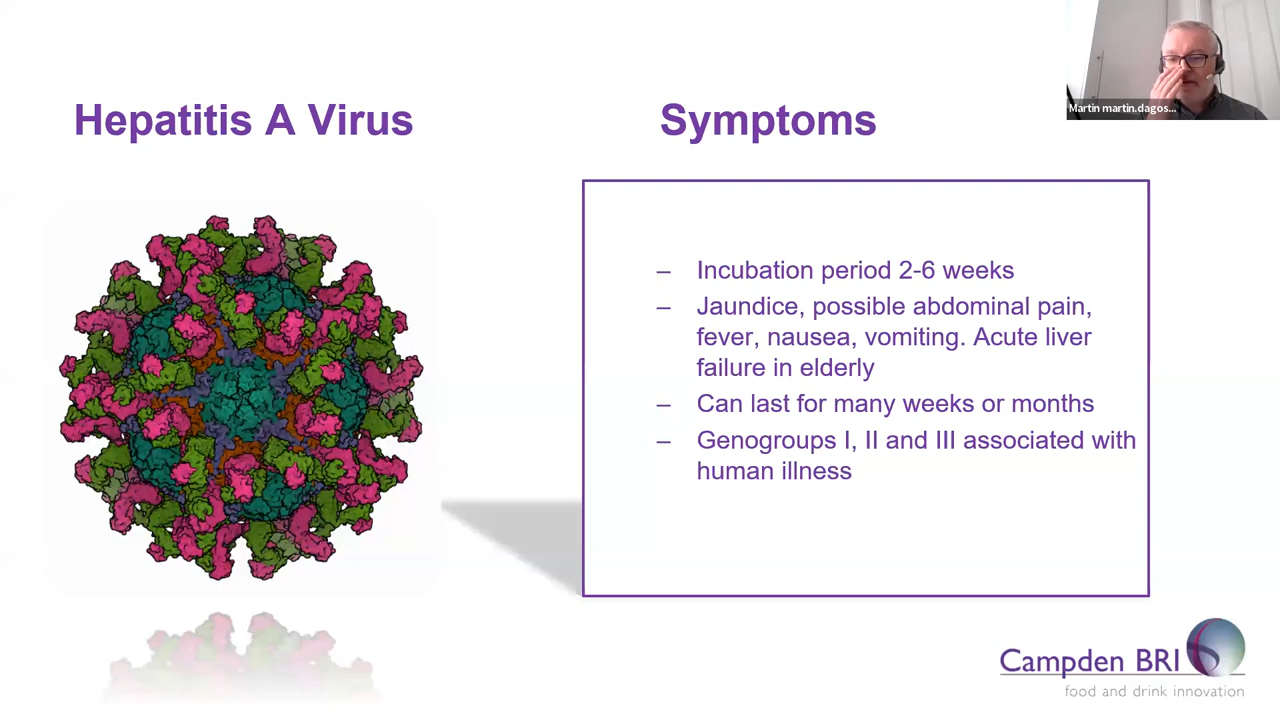 Hepatitis A Virus
Symptoms
Martin martin.dagos...
– Incubation period 2-6 weeks
– Jaundice, possible abdominal pain,
fever, nausea, vomiting. Acute liver
failure in elderly
– Can last for many weeks or months
– Genogroups I, II and III associated with
human illness
Campden BRI
food and drink innovation